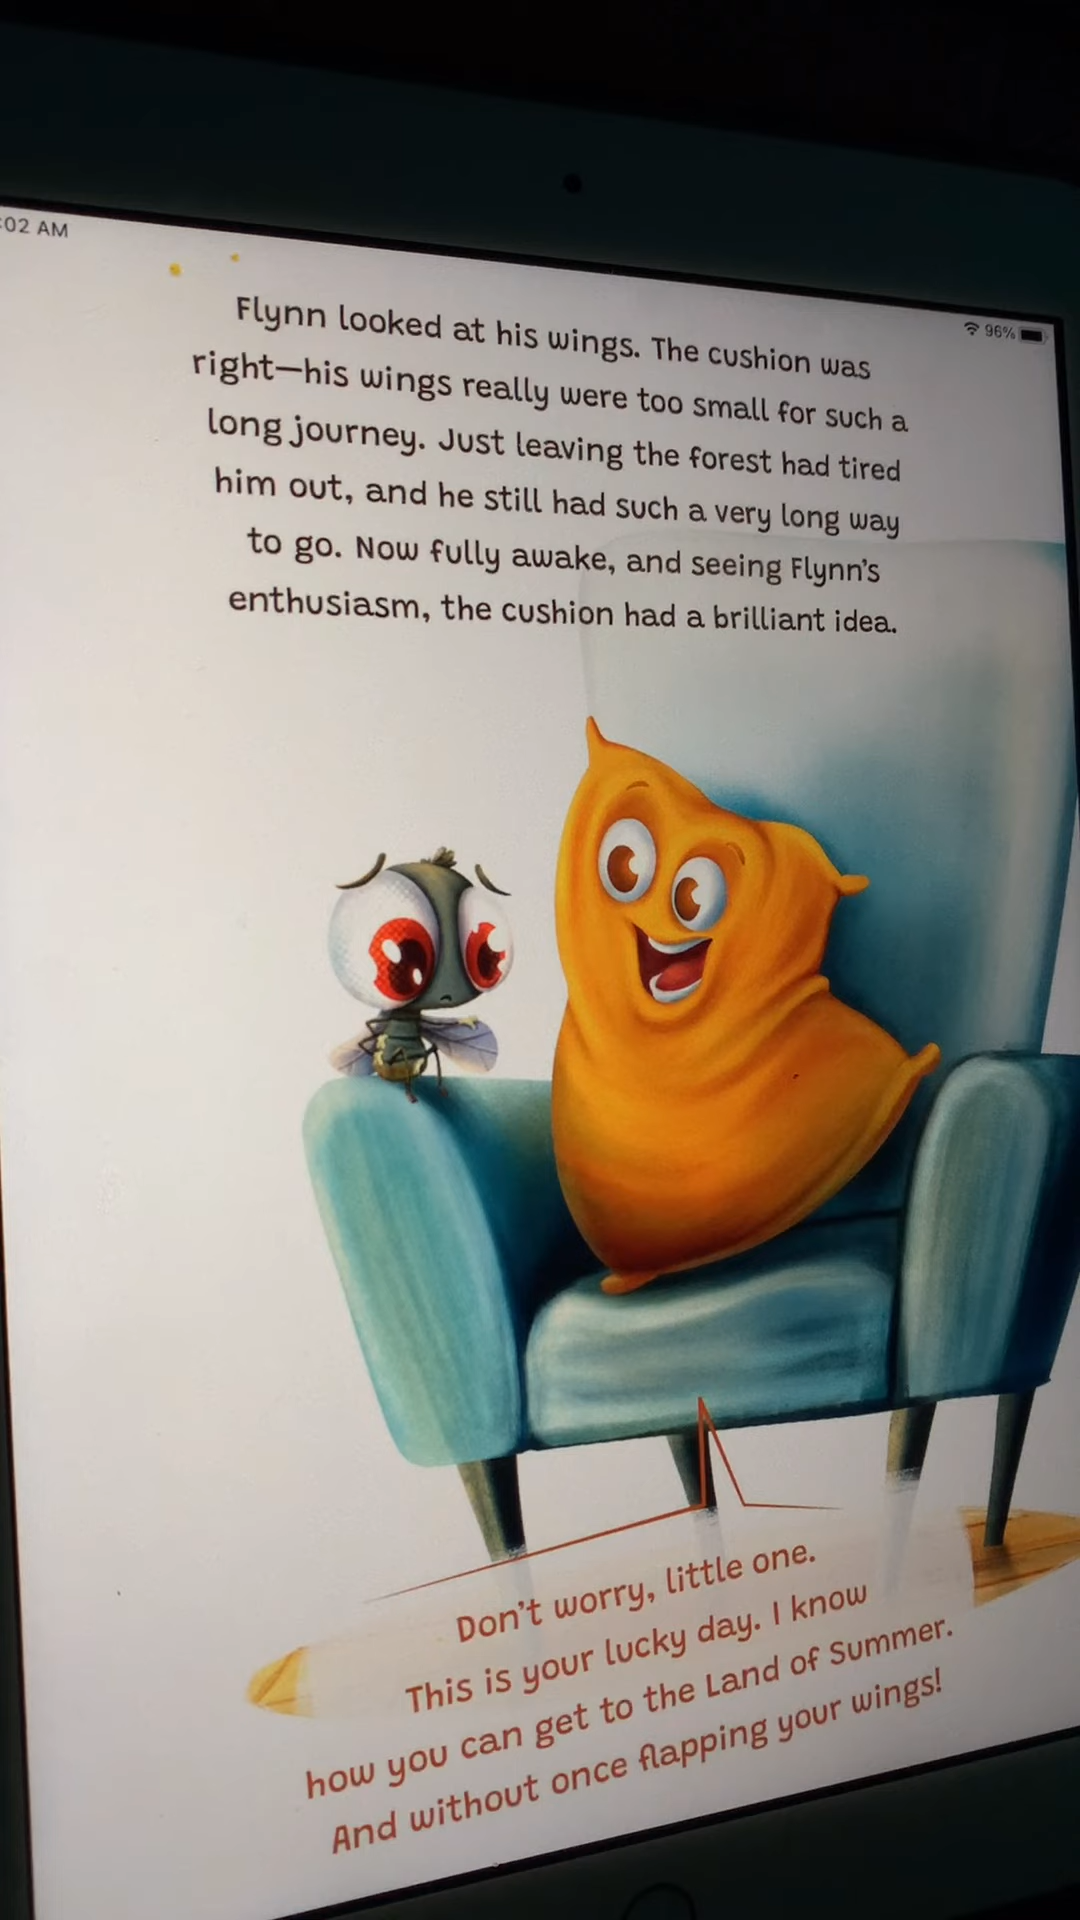 :02 AM
96%
Flynn looked at his wings. The cushion was
right—his wings really were too small for such a
long journey. Just leaving the forest had tired
him out, and he still had such a very long way
to go. Now fully awake, and seeing Flynn's
enthusiasm, the cushion had a brilliant idea.
Don't worry, little one.
This is your lucky day. I know
how you can get to the Land of Summer.
And without once flapping your wings!